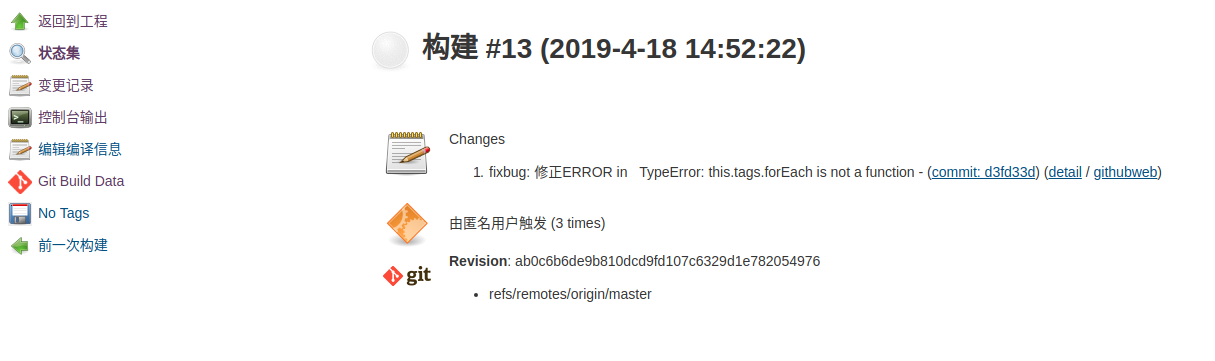 返回到工程
状态集
变更记录
控制台输出
编辑编译信息
Git Build Data
No Tags
前一次构建
构建 #13 (2019-4-18 14:52:22)
Changes
1. fixbug: 修正ERROR in TypeError: this.tags.forEach is not a function - (commit: d3fd33d) (detail / githubweb)
由匿名用户触发 (3 times)
git
Revision: ab0c6b6de9b810dcd9fd107c6329d1e782054976
• refs/remotes/origin/master